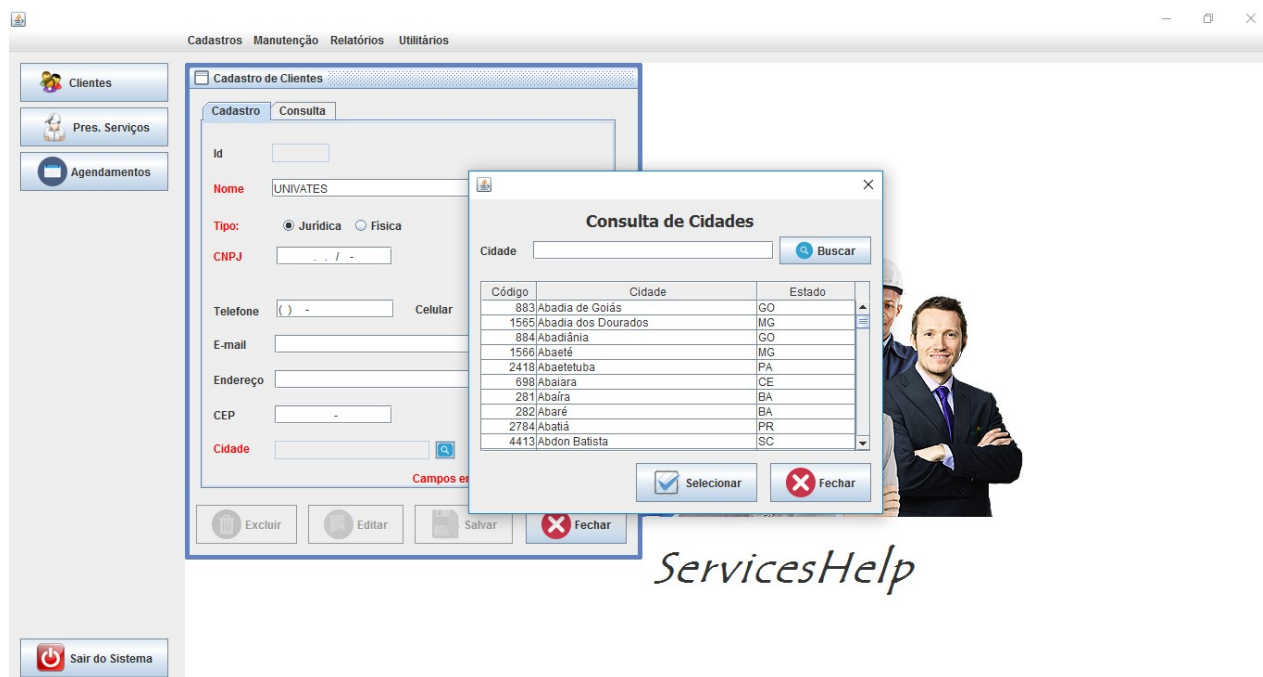 Cadastros Manutenção Relatórios Utilitários
Clientes
Pres. Serviços
Agendamentos
Sair do Sistema
Cadastro de Clientes
Cadastro Consulta
Id
Nome UNIVATES
Tipo: Jurídica Física
CNPJ . . / -
Telefone ( ) - Celular
E-mail
Endereço
CEP -
Cidade
Campos
Excluir Editar Salvar Fechar
Consulta de Cidades
Cidade Buscar
Código Cidade Estado
883 Abadia de Goiás GO
1565 Abadia dos Dourados MG
884 Abadiânia GO
1566 Abaeté MG
2418 Abaetetuba PA
698 Abaiara CE
281 Abaíra BA
282 Abaré BA
2784 Abatiá PR
4413 Abdon Batista SC
Selecionar Fechar
ServicesHelp